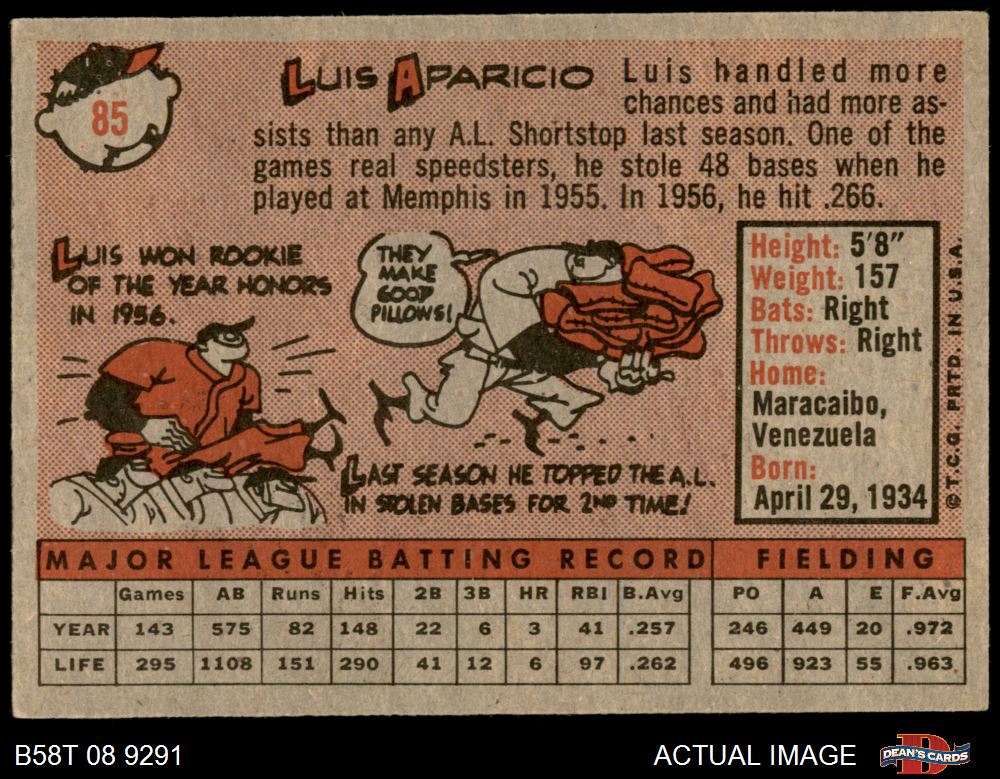 85
LUIS APARICIO
Luis handled more
chances and had more as-
sists than any A.L. Shortstop last season. One of the
games real speedsters, he stole 48 bases when he
played at Memphis in 1955. In 1956, he hit .266.
LUIS WON ROOKIE
OF THE YEAR HONORS
IN 1956.
THEY
MAKE
GOOD
PILLOWS!
LAST SEASON HE TOPPED THE A.L.
IN STOLEN BASES FOR 2ND TIME!
Height: 5'8"
Weight: 157
Bats: Right
Throws: Right
Home:
Maracaibo,
Venezuela
Born:
April 29, 1934
© T.C.G. PRTD. IN U.S.A.
MAJOR LEAGUE BATTING RECORD FIELDING
Games AB Runs Hits 2B 3B HR RBI B.Avg PO A E F.Avg
YEAR 143 575 82 148 22 6 3 41 .257 246 449 20 .972
LIFE 295 1108 151 290 41 12 6 97 .262 496 923 55 .963
B58T 08 9291 ACTUAL IMAGE DEAN'S CARDS